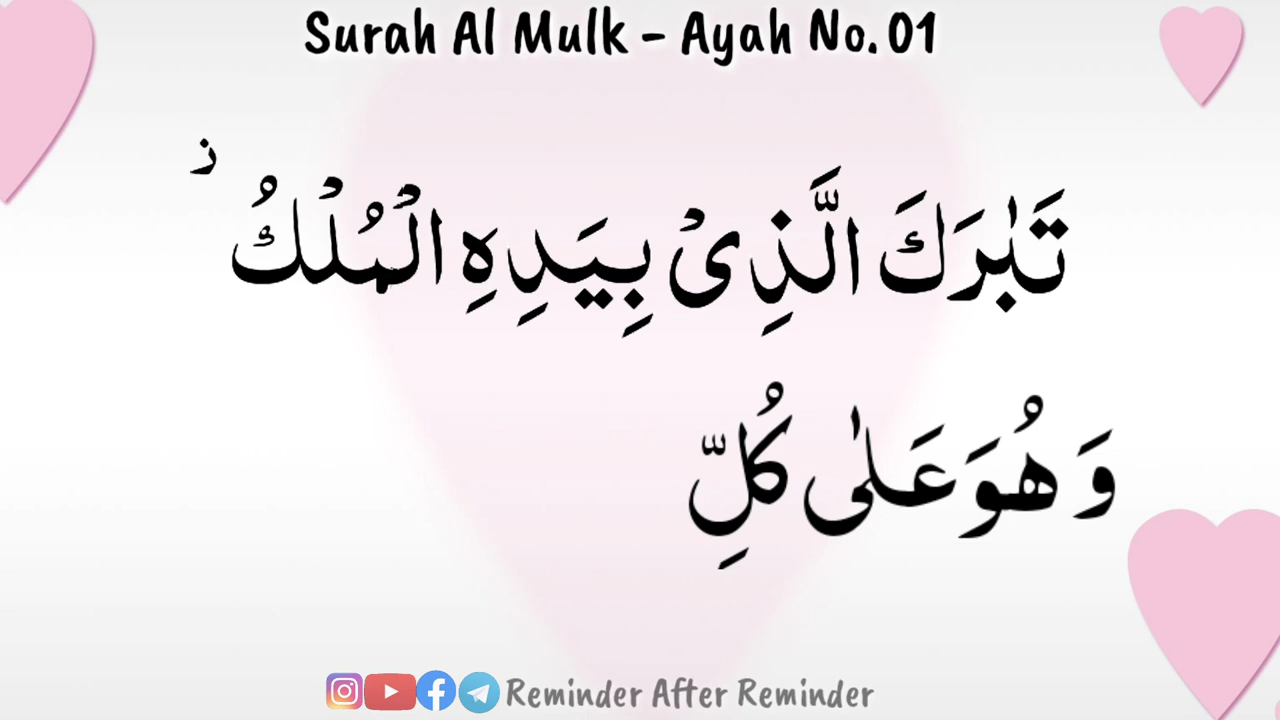 Surah Al Mulk - Ayah No. 01
تَبٰرَكَ الَّذِىۡ بِيَدِهِ الۡمُلۡكُ ز
وَ هُوَ عَلٰى كُلِّ
Reminder After Reminder